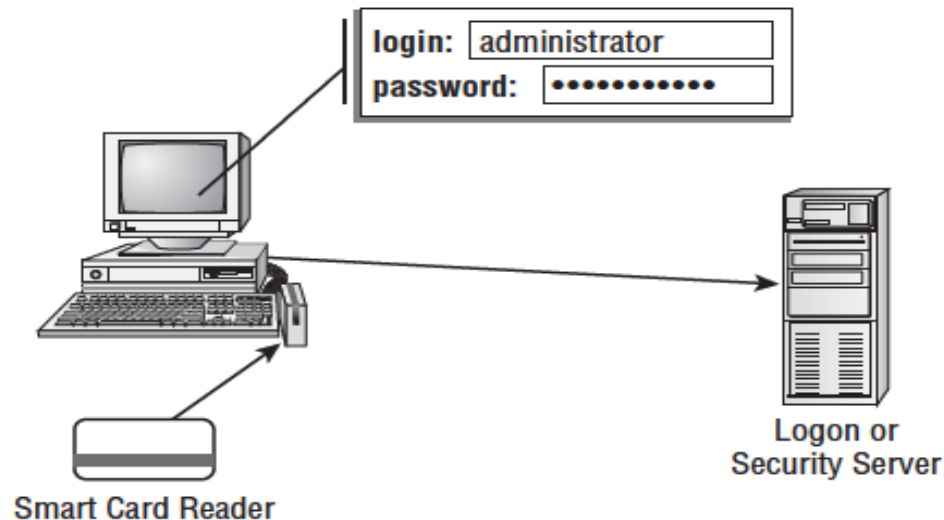 login: administrator
password: •••••••••••
Logon or
Security Server
Smart Card Reader